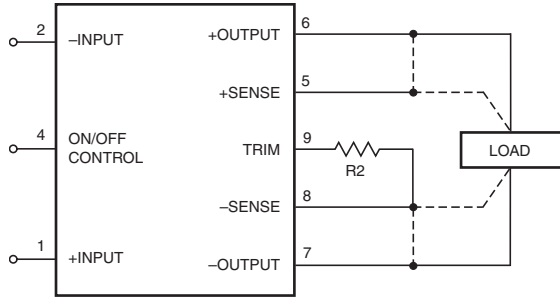 2 –INPUT +OUTPUT 6
+SENSE 5
4 ON/OFF
CONTROL
TRIM 9
R2
LOAD
–SENSE 8
1 +INPUT
–OUTPUT 7